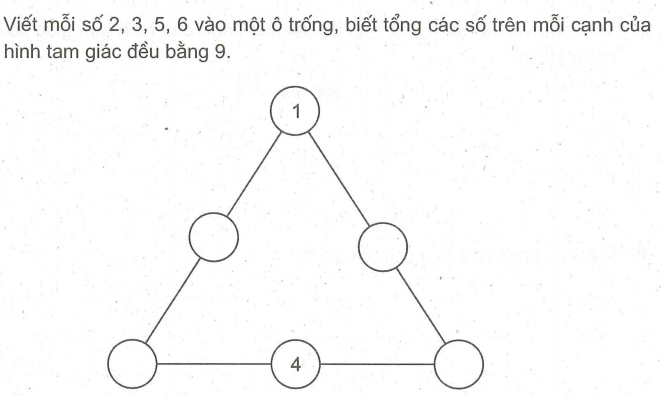 Viết mỗi số 2, 3, 5, 6 vào một ô trống, biết tổng các số trên mỗi cạnh của
hình tam giác đều bằng 9.
1
4